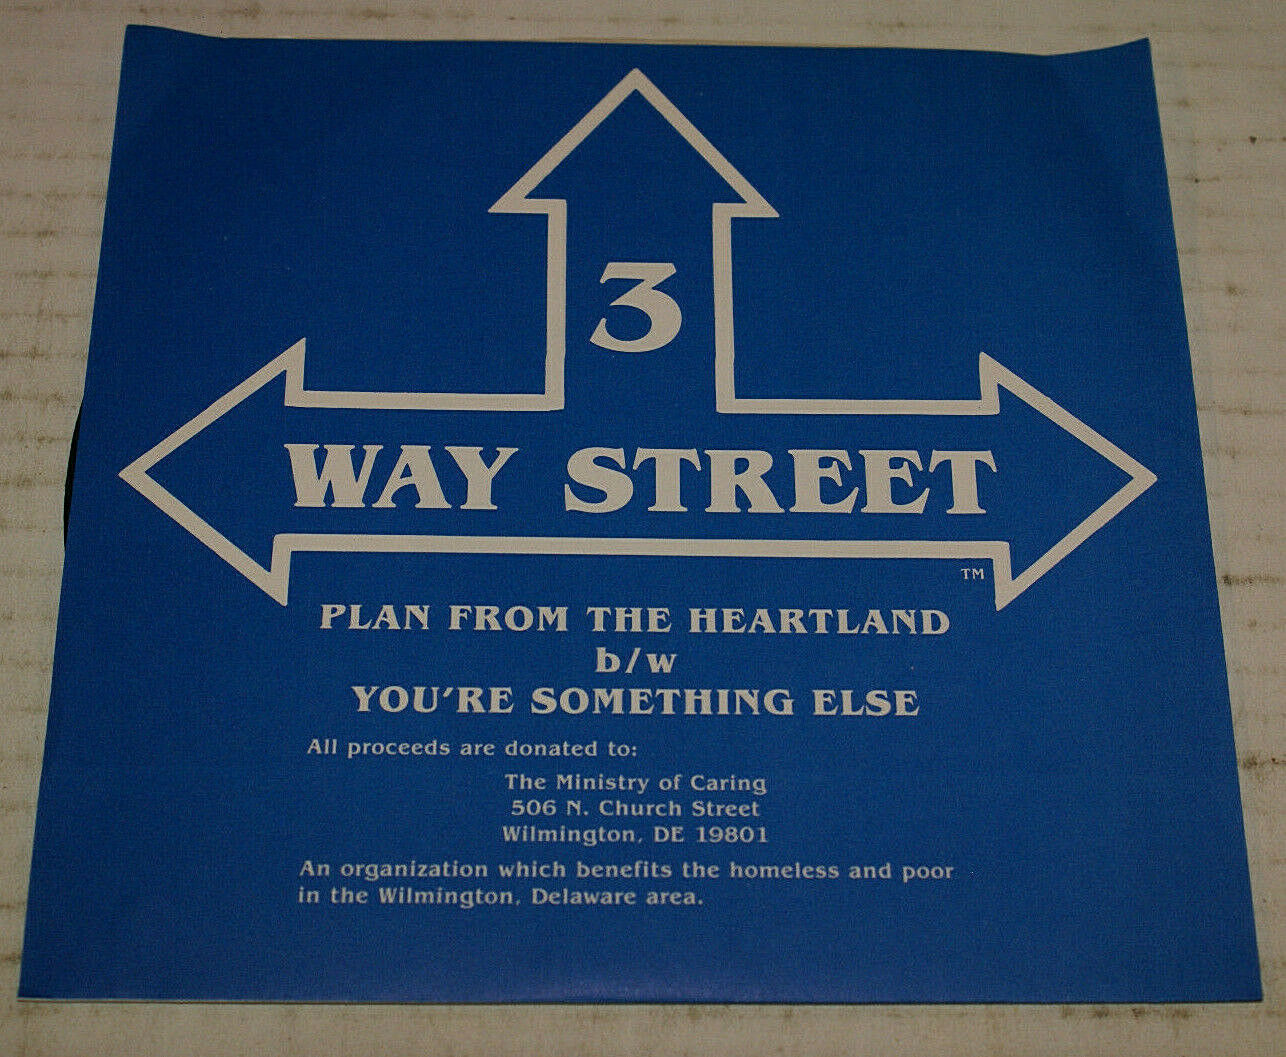 3
WAY STREET
TM
PLAN FROM THE HEARTLAND
b/w
YOU'RE SOMETHING ELSE
All proceeds are donated to:
The Ministry of Caring
506 N. Church Street
Wilmington, DE 19801
An organization which benefits the homeless and poor
in the Wilmington, Delaware area.